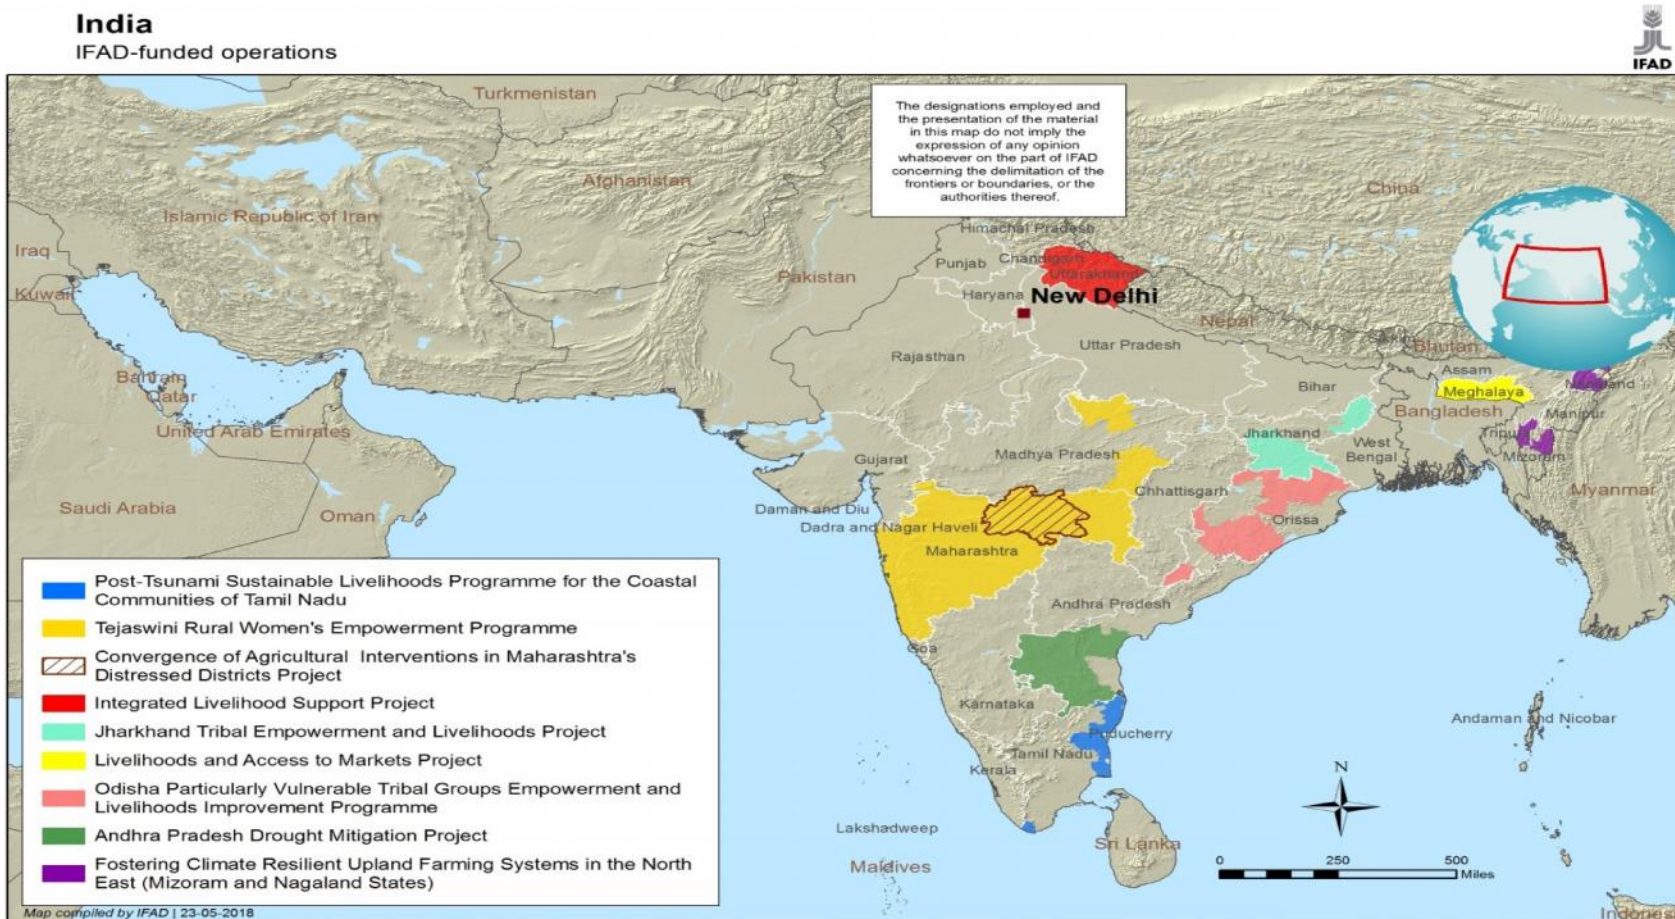 India
IFAD-funded operations
IFAD
Turkmenistan
The designations employed and
the presentation of the material
in this map do not imply the
expression of any opinion
whatsoever on the part of IFAD
concerning the delimitation of the
frontiers or boundaries, or the
authorities thereof.
Afghanistan
China
Islamic Republic of Iran
Himachal Pradesh
Iraq
Punjab
Chandigarh
Pakistan
Uttarakhand
Kuwait
Haryana
New Delhi
Nepal
Sikkim
Bhutan
Uttar Pradesh
Rajasthan
Assam
Bahrain
Bihar
Nagaland
Qatar
Meghalaya
Bangladesh
Manipur
United Arab Emirates
Jharkhand
Tripura
West
Bengal
Madhya Pradesh
Gujarat
Mizoram
Chhattisgarh
Myanmar
Saudi Arabia
Oman
Daman and Diu
Dadra and Nagar Haveli
Orissa
Maharashtra
Andhra Pradesh
Goa
Karnataka
Andaman and Nicobar
Puducherry
Tamil Nadu
Kerala
N
Lakshadweep
Sri Lanka
Maldives
0 250 500
Miles
Post-Tsunami Sustainable Livelihoods Programme for the Coastal
Communities of Tamil Nadu
Tejaswini Rural Women's Empowerment Programme
Convergence of Agricultural Interventions in Maharashtra's
Distressed Districts Project
Integrated Livelihood Support Project
Jharkhand Tribal Empowerment and Livelihoods Project
Livelihoods and Access to Markets Project
Odisha Particularly Vulnerable Tribal Groups Empowerment and
Livelihoods Improvement Programme
Andhra Pradesh Drought Mitigation Project
Fostering Climate Resilient Upland Farming Systems in the North
East (Mizoram and Nagaland States)
Map compiled by IFAD | 23-05-2018
Indones